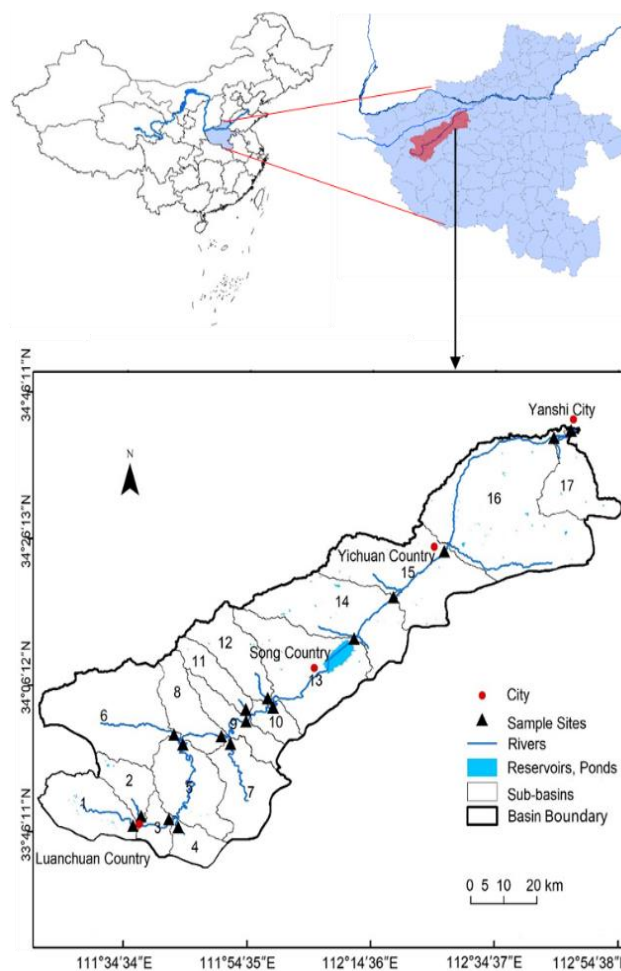 34°46'11"N
34°26'13"N
34°06'12"N
33°46'11"N
N
Yanshi City
16
17
Yichuan Country
15
14
12
Song Country
11
13
8
6
9
10
5
2
7
1
3
4
Luanchuan Country
City
Sample Sites
Rivers
Reservoirs, Ponds
Sub-basins
Basin Boundary
0 5 10 20 km
111°34'34"E
111°54'35"E
112°14'36"E
112°34'37"E
112°54'38"E